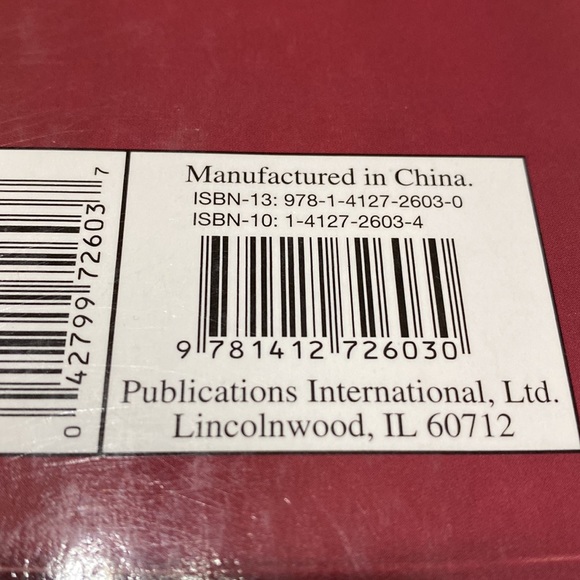 Manufactured in China.
ISBN-13: 978-1-4127-2603-0
ISBN-10: 1-4127-2603-4
9 781412 726030
Publications International, Ltd.
Lincolnwood, IL 60712
0 42799 72603 7